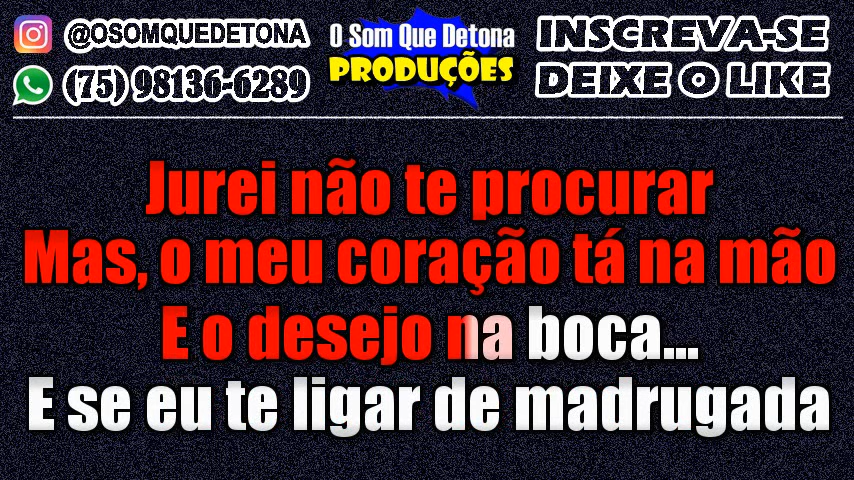 @OSOMQUEDETONA
(75) 98136-6289
O Som Que Detona
PRODUÇÕES
INSCREVA-SE
DEIXE O LIKE
Jurei não te procurar
Mas, o meu coração tá na mão
E o desejo na boca...
E se eu te ligar de madrugada